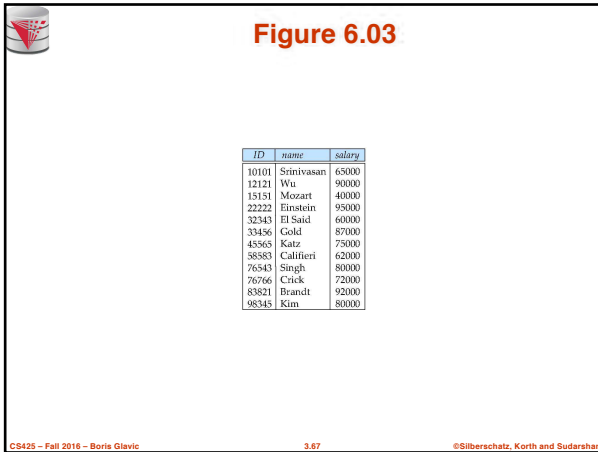 Figure 6.03
ID name salary
10101 Srinivasan 65000
12121 Wu 90000
15151 Mozart 40000
22222 Einstein 95000
32343 El Said 60000
33456 Gold 87000
45565 Katz 75000
58583 Califieri 62000
76543 Singh 80000
76766 Crick 72000
83821 Brandt 92000
98345 Kim 80000
CS425 – Fall 2016 – Boris Glavic 3.67 ©Silberschatz, Korth and Sudarshan